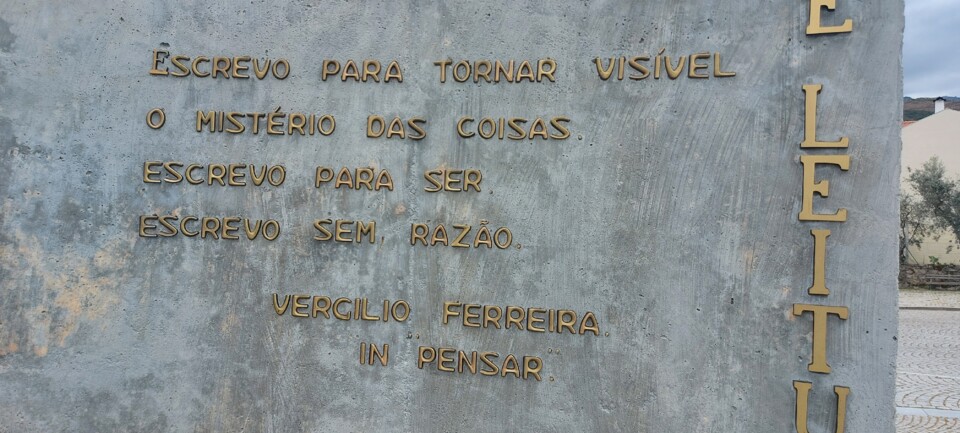 ESCREVO PARA TORNAR VISÍVEL
O MISTÉRIO DAS COISAS.
ESCREVO PARA SER.
ESCREVO SEM RAZÃO.
VERGILIO FERREIRA.
IN PENSAR.
E LEITU